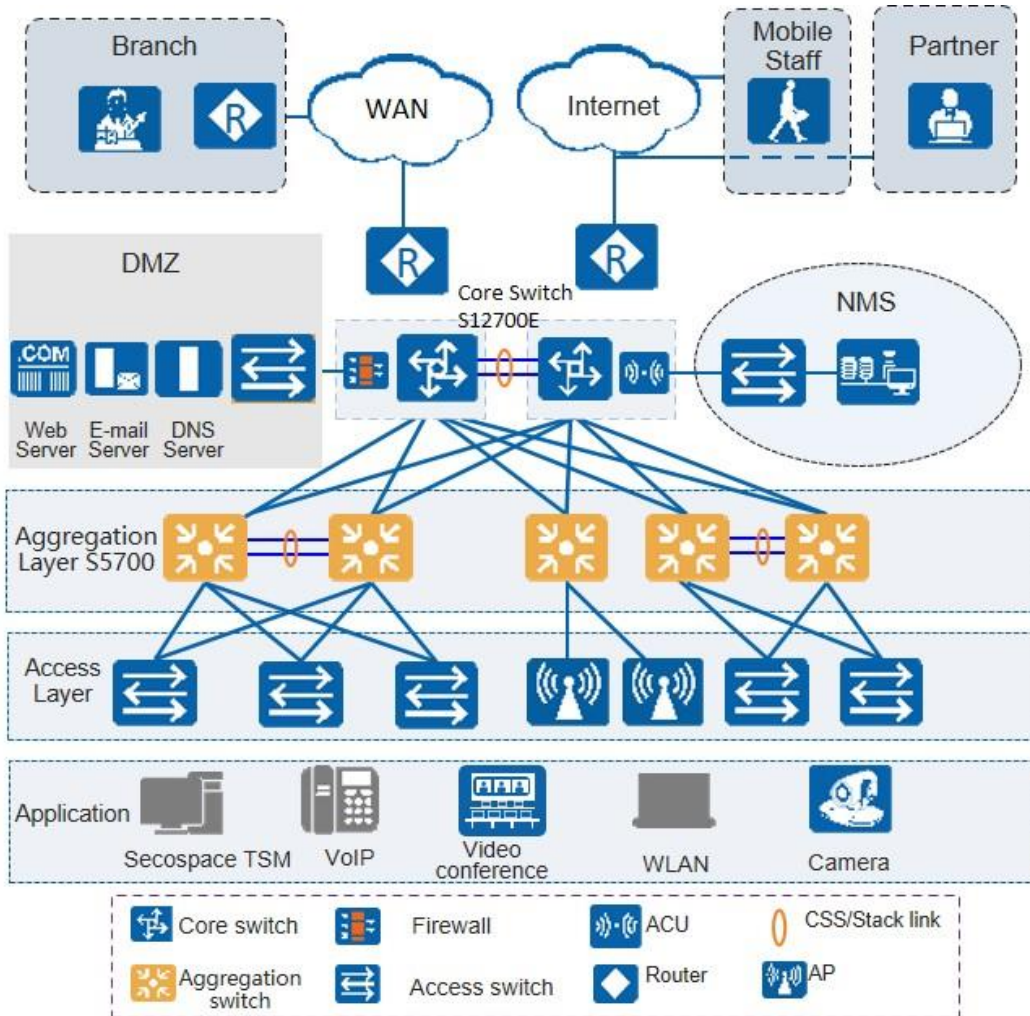 Branch
R
WAN
Internet
Mobile
Staff
Partner
R
R
DMZ
Core Switch
S12700E
NMS
.COM
Web
Server
E-mail
Server
DNS
Server
Aggregation
Layer S5700
Access
Layer
Application
Secospace TSM
VoIP
Video
conference
WLAN
Camera
Core switch
Firewall
ACU
CSS/Stack link
Aggregation
switch
Access switch
Router
AP